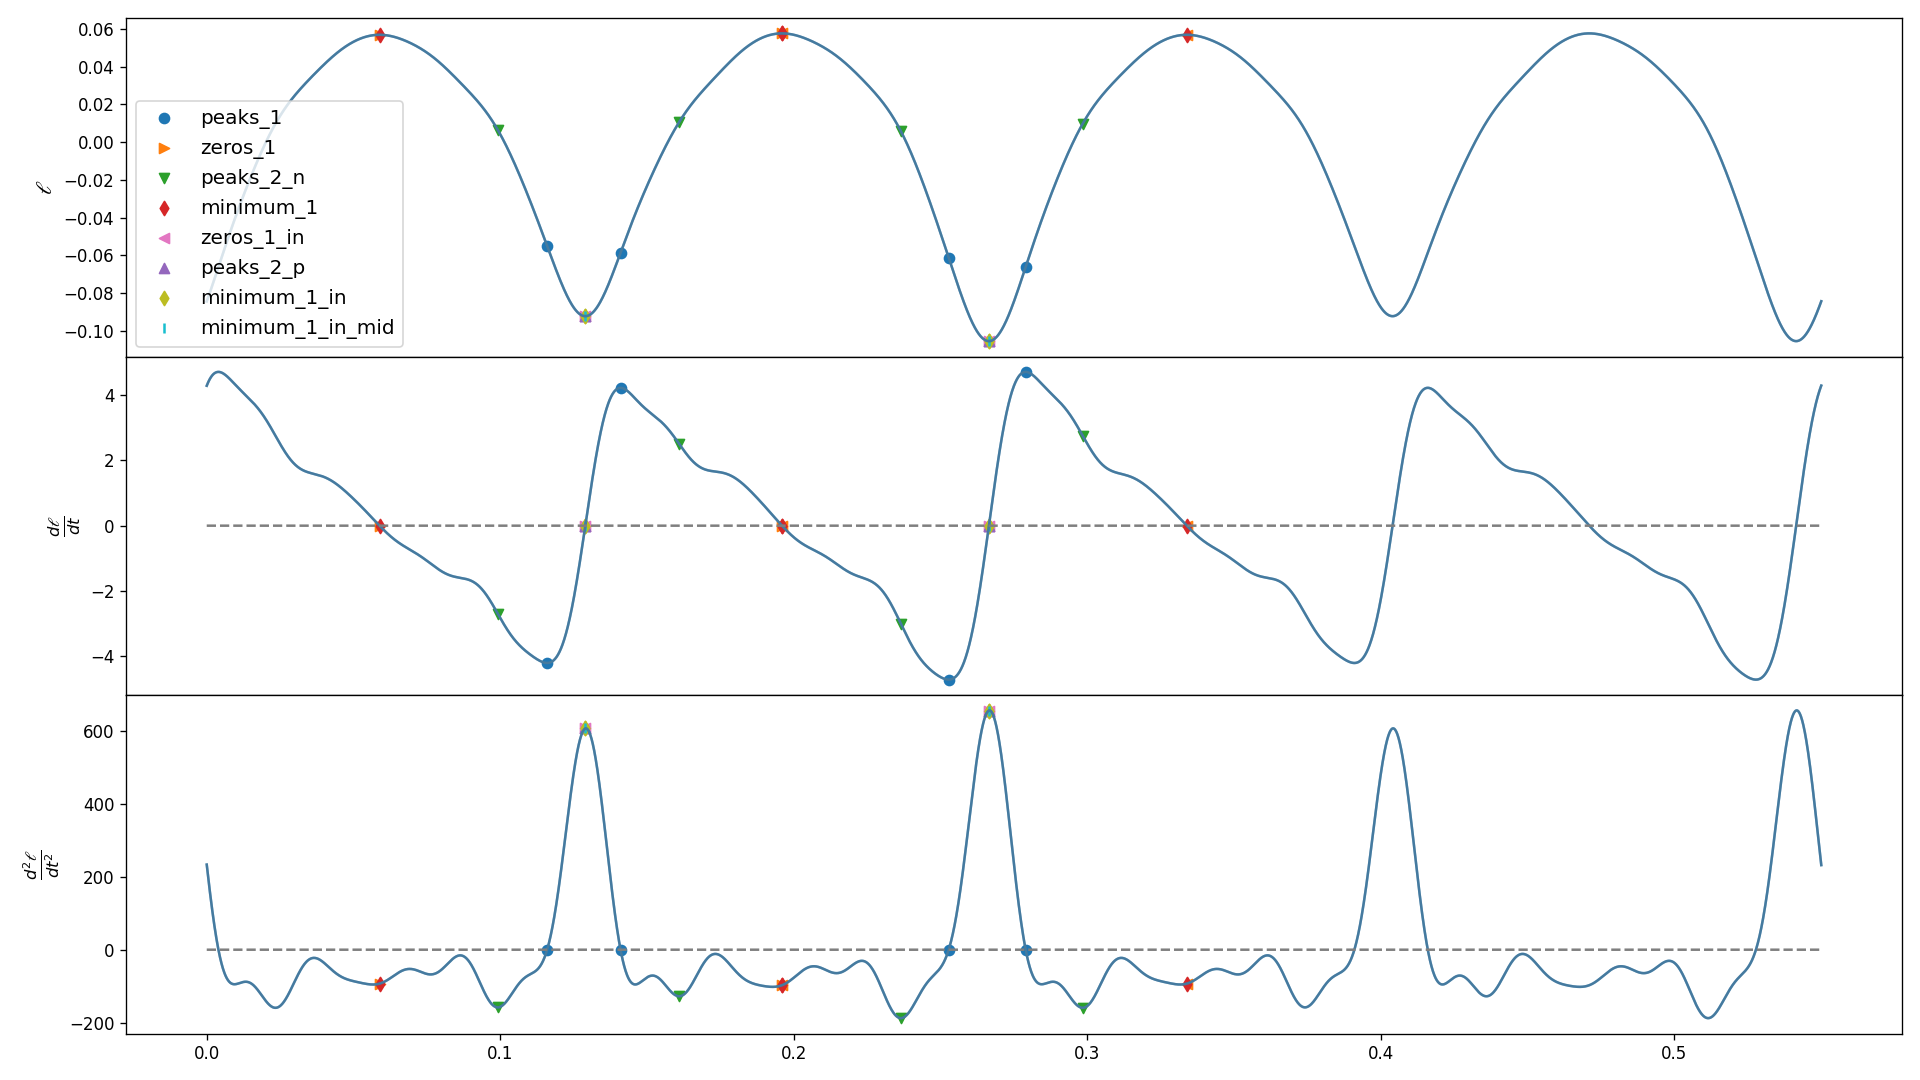 0.06
0.04
0.02
0.00
−0.02
−0.04
−0.06
−0.08
−0.10
ℓ
peaks_1
zeros_1
peaks_2_n
minimum_1
zeros_1_in
peaks_2_p
minimum_1_in
minimum_1_in_mid
4
2
0
−2
−4
dℓ
dt
600
400
200
0
−200
d²ℓ
dt²
0.0 0.1 0.2 0.3 0.4 0.5